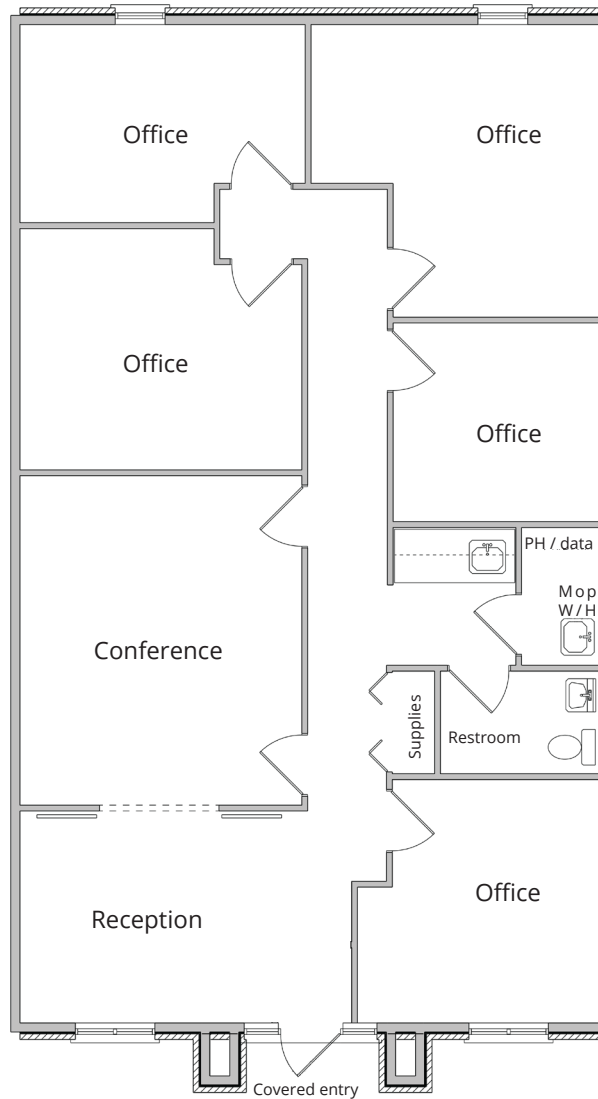 Office
Office
Office
Office
PH / data
Mop
W/H
Conference
Supplies
Restroom
Office
Reception
Covered entry